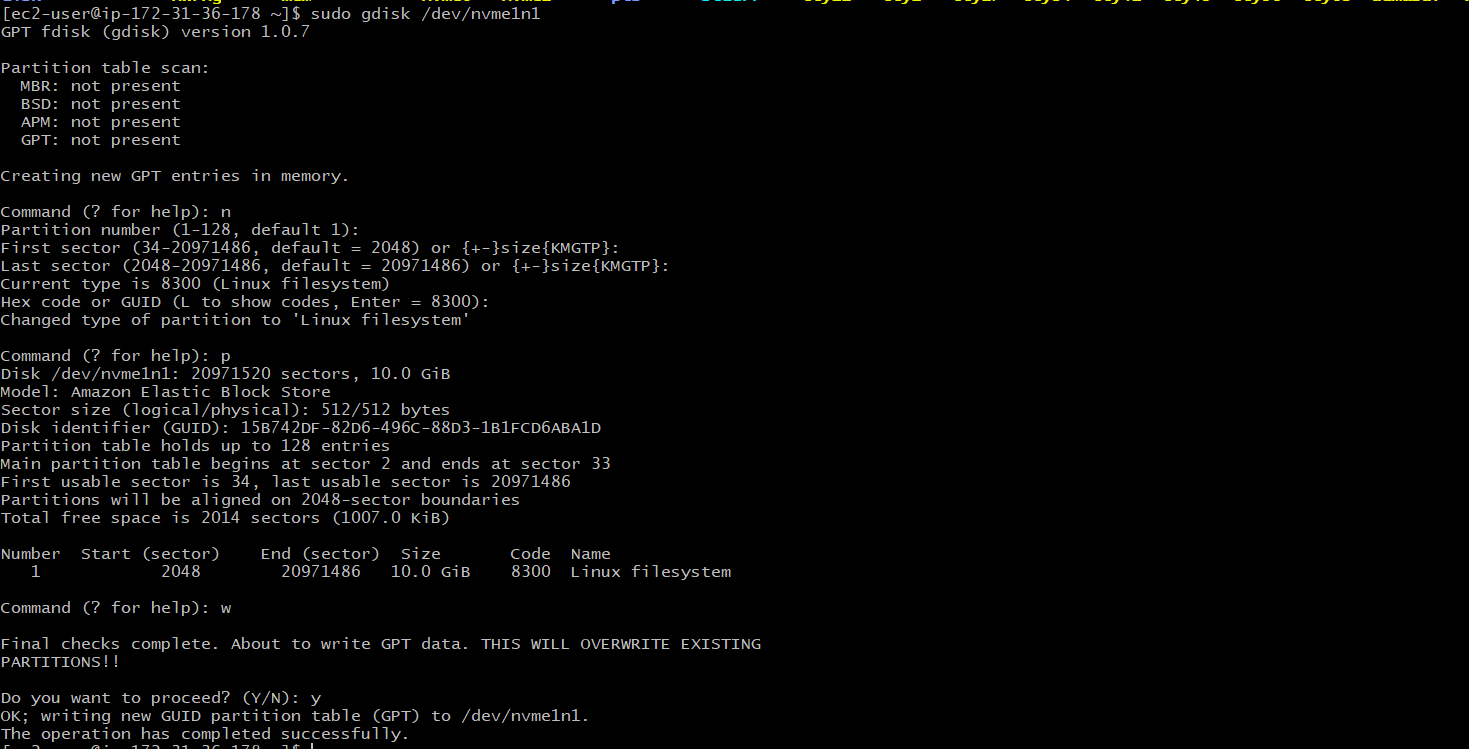 [ec2-user@ip-172-31-36-178 ~]$ sudo gdisk /dev/nvme1n1
GPT fdisk (gdisk) version 1.0.7
Partition table scan:
  MBR: not present
  BSD: not present
  APM: not present
  GPT: not present
Creating new GPT entries in memory.
Command (? for help): n
Partition number (1-128, default 1):
First sector (34-20971486, default = 2048) or {+-}size{KMGTP}:
Last sector (2048-20971486, default = 20971486) or {+-}size{KMGTP}:
Current type is 8300 (Linux filesystem)
Hex code or GUID (L to show codes, Enter = 8300):
Changed type of partition to 'Linux filesystem'
Command (? for help): p
Disk /dev/nvme1n1: 20971520 sectors, 10.0 GiB
Model: Amazon Elastic Block Store
Sector size (logical/physical): 512/512 bytes
Disk identifier (GUID): 15B742DF-82D6-496C-88D3-1B1FCD6ABA1D
Partition table holds up to 128 entries
Main partition table begins at sector 2 and ends at sector 33
First usable sector is 34, last usable sector is 20971486
Partitions will be aligned on 2048-sector boundaries
Total free space is 2014 sectors (1007.0 KiB)
Number  Start (sector)    End (sector)  Size       Code  Name
   1            2048        20971486   10.0 GiB    8300  Linux filesystem
Command (? for help): w
Final checks complete. About to write GPT data. THIS WILL OVERWRITE EXISTING
PARTITIONS!!
Do you want to proceed? (Y/N): y
OK; writing new GUID partition table (GPT) to /dev/nvme1n1.
The operation has completed successfully.
[ec2-user@ip-172-31-36-178 ~]$